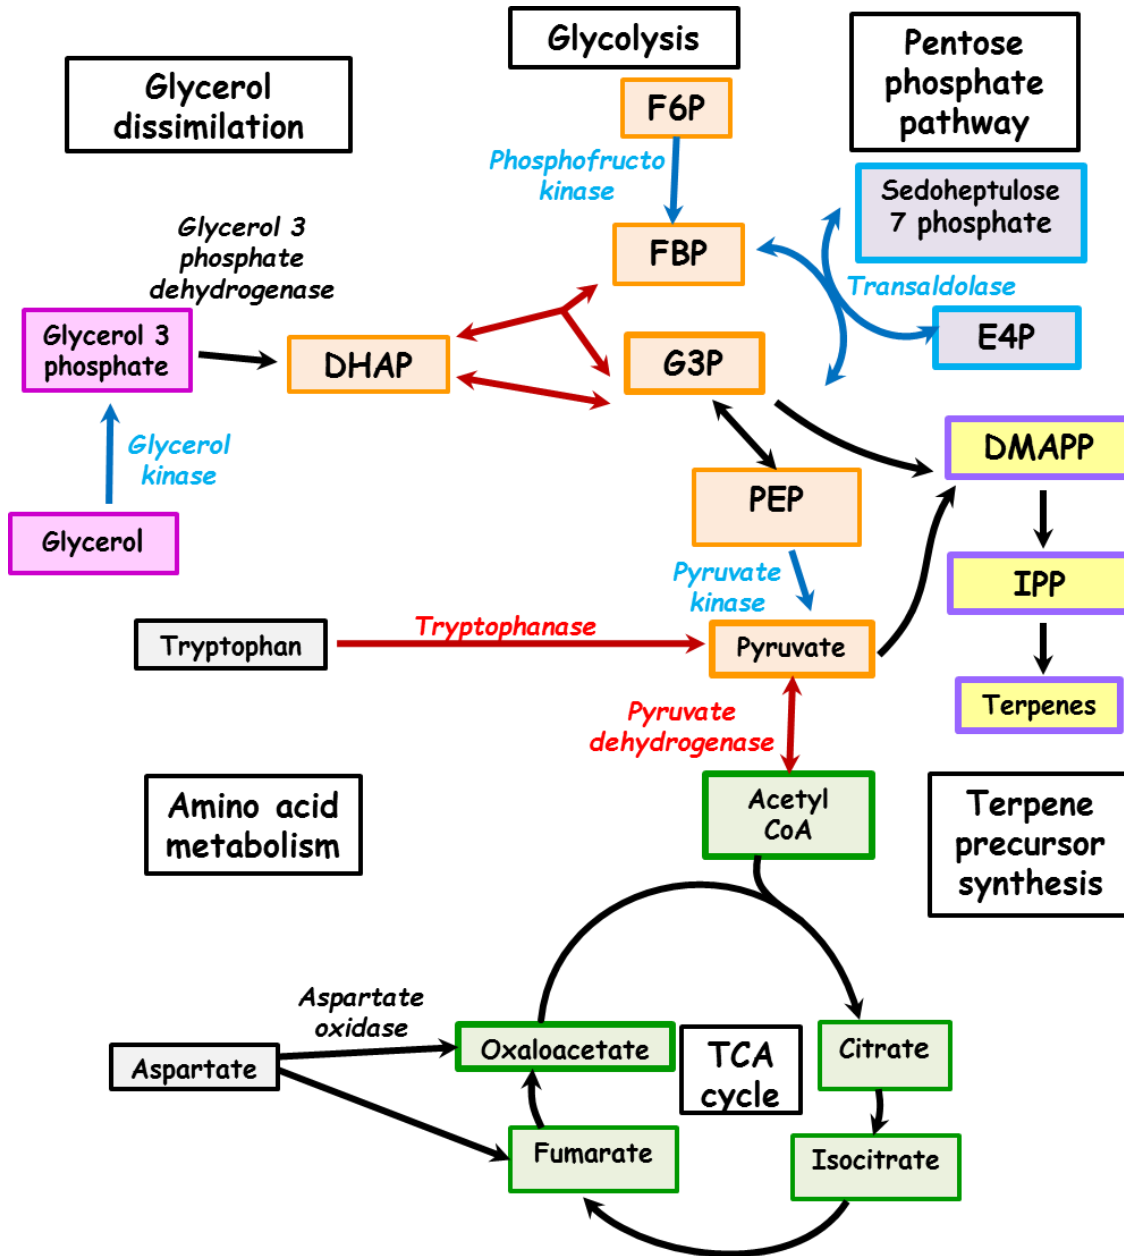 Glycolysis
Pentose
phosphate
pathway
Glycerol
dissimilation
F6P
Phosphofructo
kinase
Sedoheptulose
7 phosphate
Glycerol 3
phosphate
dehydrogenase
FBP
Transaldolase
Glycerol 3
phosphate
DHAP
G3P
E4P
Glycerol
kinase
DMAPP
PEP
Glycerol
Pyruvate
kinase
IPP
Tryptophan
Tryptophanase
Pyruvate
Terpenes
Pyruvate
dehydrogenase
Amino acid
metabolism
Acetyl
CoA
Terpene
precursor
synthesis
Aspartate
oxidase
Oxaloacetate
TCA
cycle
Citrate
Aspartate
Fumarate
Isocitrate